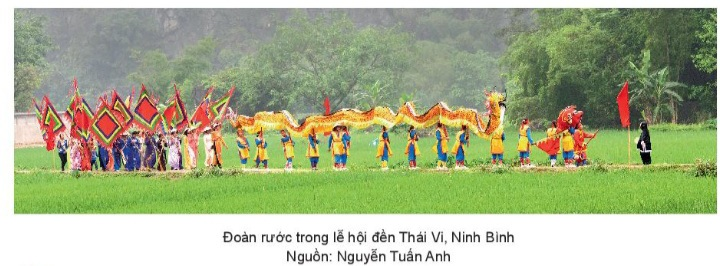 Đoàn rước trong lễ hội đền Thái Vi, Ninh Bình
Nguồn: Nguyễn Tuấn Anh